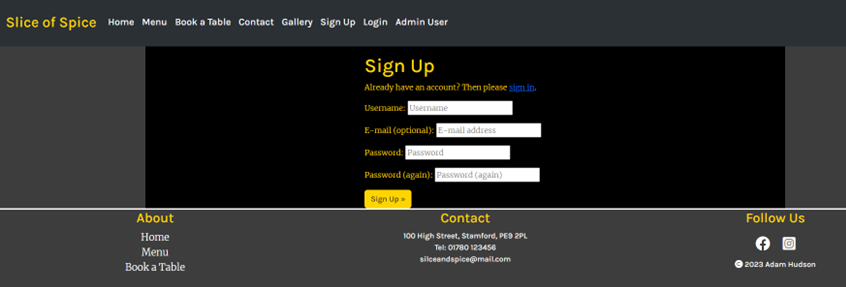 Slice of Spice Home Menu Book a Table Contact Gallery Sign Up Login Admin User
Sign Up
Already have an account? Then please sign in.
Username: Username
E-mail (optional): E-mail address
Password: Password
Password (again): Password (again)
Sign Up »
About
Home
Menu
Book a Table
Contact
100 High Street, Stamford, PE9 2PL
Tel: 01780 123456
silceandspice@mail.com
Follow Us
© 2023 Adam Hudson